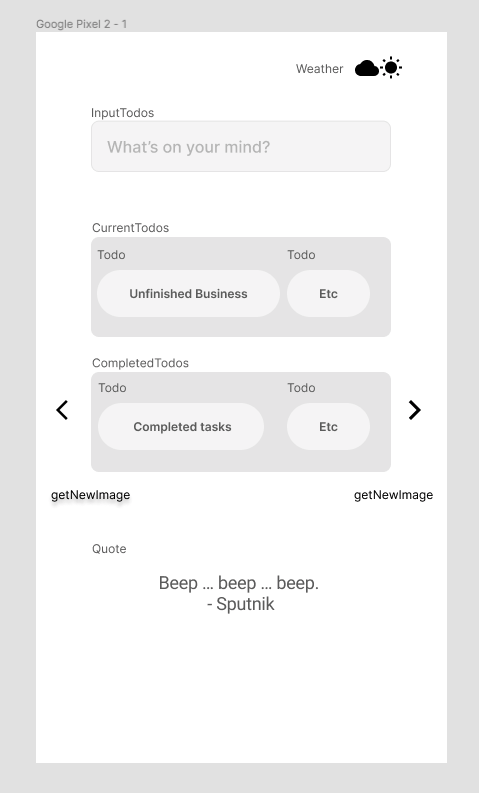 Google Pixel 2 - 1
Weather
InputTodos
What's on your mind?
CurrentTodos
Todo Todo
Unfinished Business Etc
CompletedTodos
Todo Todo
Completed tasks Etc
getNewImage getNewImage
Quote
Beep ... beep ... beep.
- Sputnik